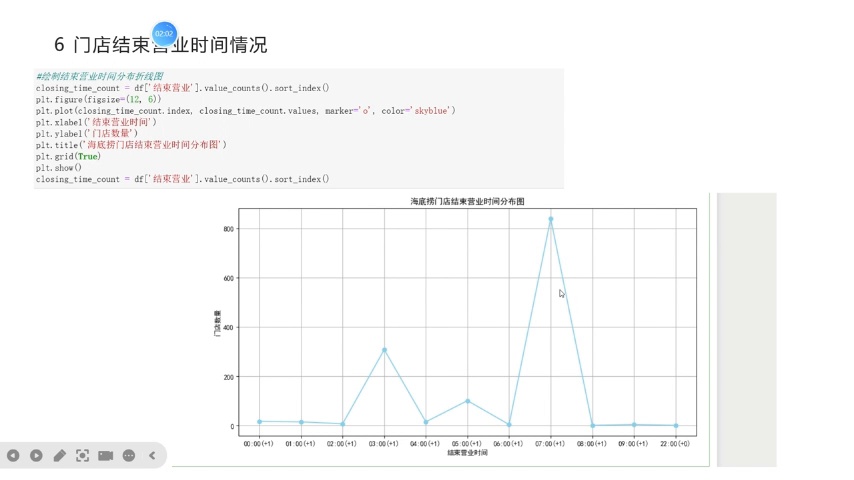 02:02
6 门店结束营业时间情况
#绘制结束营业时间分布折线图
closing_time_count = df['结束营业'].value_counts().sort_index()
plt.figure(figsize=(12, 6))
plt.plot(closing_time_count.index, closing_time_count.values, marker='o', color='skyblue')
plt.xlabel('结束营业时间')
plt.ylabel('门店数量')
plt.title('海底捞门店结束营业时间分布图')
plt.grid(True)
plt.show()
closing_time_count = df['结束营业'].value_counts().sort_index()
海底捞门店结束营业时间分布图
800
600
400
200
0
门店数量
00:00(+1) 01:00(+1) 02:00(+1) 03:00(+1) 04:00(+1) 05:00(+1) 06:00(+1) 07:00(+1) 08:00(+1) 09:00(+1) 22:00(+0)
结束营业时间